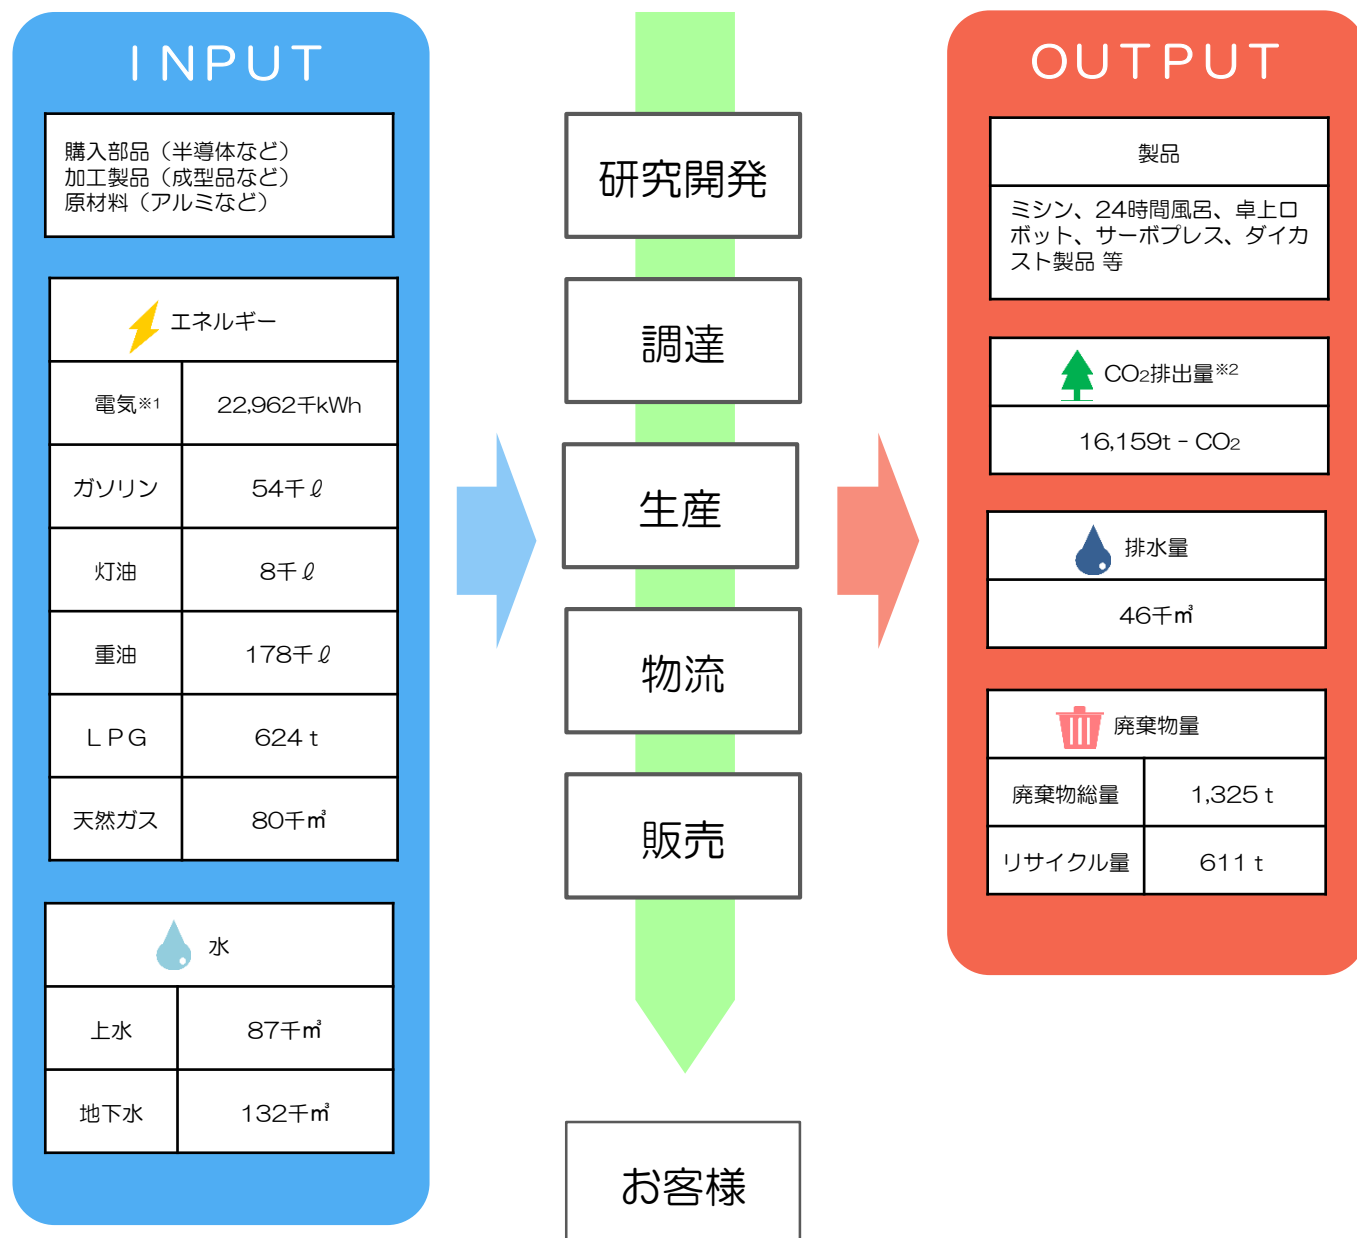 INPUT
購入部品（半導体など）
加工製品（成型品など）
原材料（アルミなど）
エネルギー
電気※1 22,962千kWh
ガソリン 54千ℓ
灯油 8千ℓ
重油 178千ℓ
ＬＰＧ 624 t
天然ガス 80千㎥
水
上水 87千㎥
地下水 132千㎥
研究開発
調達
生産
物流
販売
お客様
OUTPUT
製品
ミシン、24時間風呂、卓上ロ
ボット、サーボプレス、ダイカ
スト製品 等
CO₂排出量※2
16,159t - CO₂
排水量
46千㎥
廃棄物量
廃棄物総量 1,325 t
リサイクル量 611 t